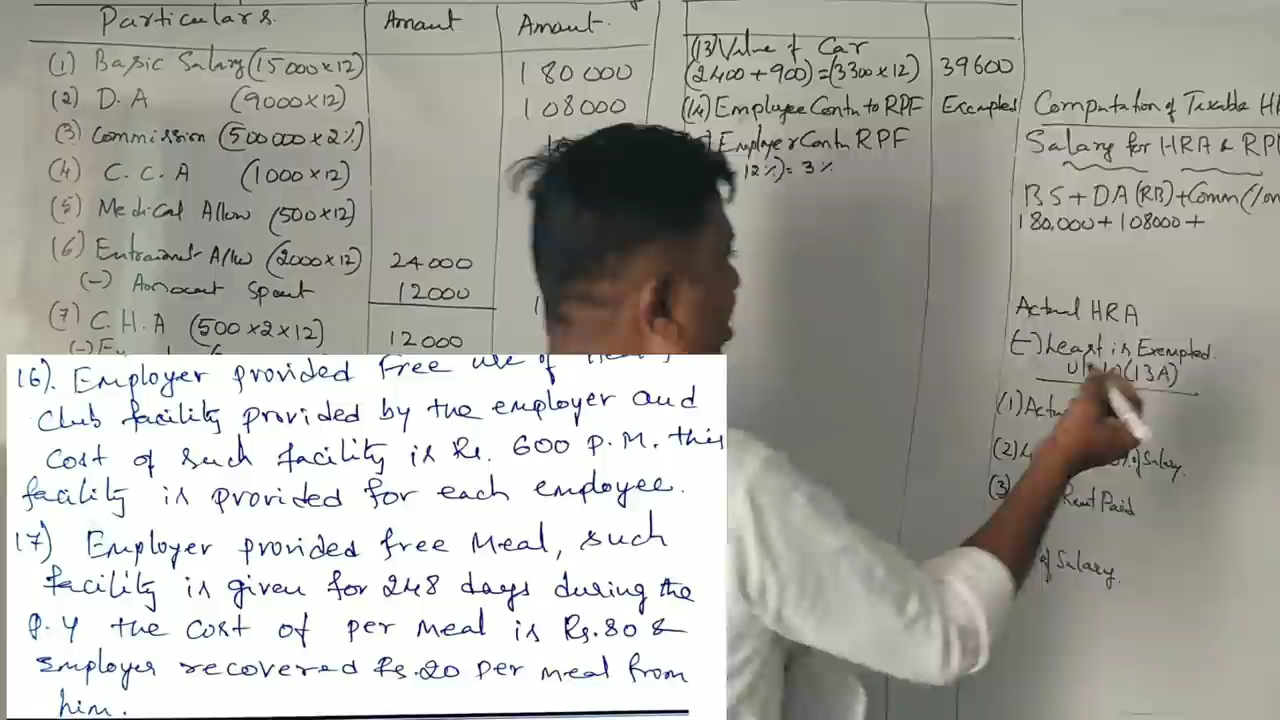 Particulars. Amount Amount.
(1) Basic Salary (15000×12) 180000
(2) D.A (9000×12) 108000
(3) Commission (500000×2%)
(4) C.C.A (1000×12)
(5) Medical Allow (500×12)
(6) Entrainmt Allw (2000×12) 24000
(-) Amount Spent 12000
(7) C.H.A (500×2×12) 12000
(13) Value of Car
(2400+900)=(3300×12) 39600
(14) Employee Contn to RPF Exempted
Employer Contn RPF
12%)=3%
Computation of Taxable
Salary for HRA &
BS+DA(RB)+Comm
180,000+108000+
Actual HRA
(-) Least is Exempted.
(13A)
(1)
(2) of Salary.
(3) Rent Paid
of Salary.
16). Employer provided free use of
Club facility provided by the employer and
Cost of such facility is Rs. 600 P.M. this
facility is provided for each employee.
17) Employer provided free Meal, such
facility is given for 248 days during the
P.Y the cost of per meal is Rs.80 &
Employer recovered Rs.20 per meal from
him.